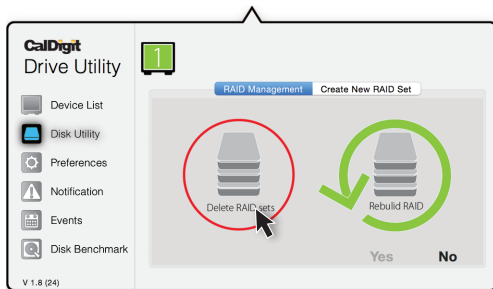 CalDigit
Drive Utility
1
RAID Management
Create New RAID Set
Device List
Disk Utility
Preferences
Notification
Events
Disk Benchmark
Delete RAID sets
Rebulid RAID
Yes
No
V 1.8 (24)